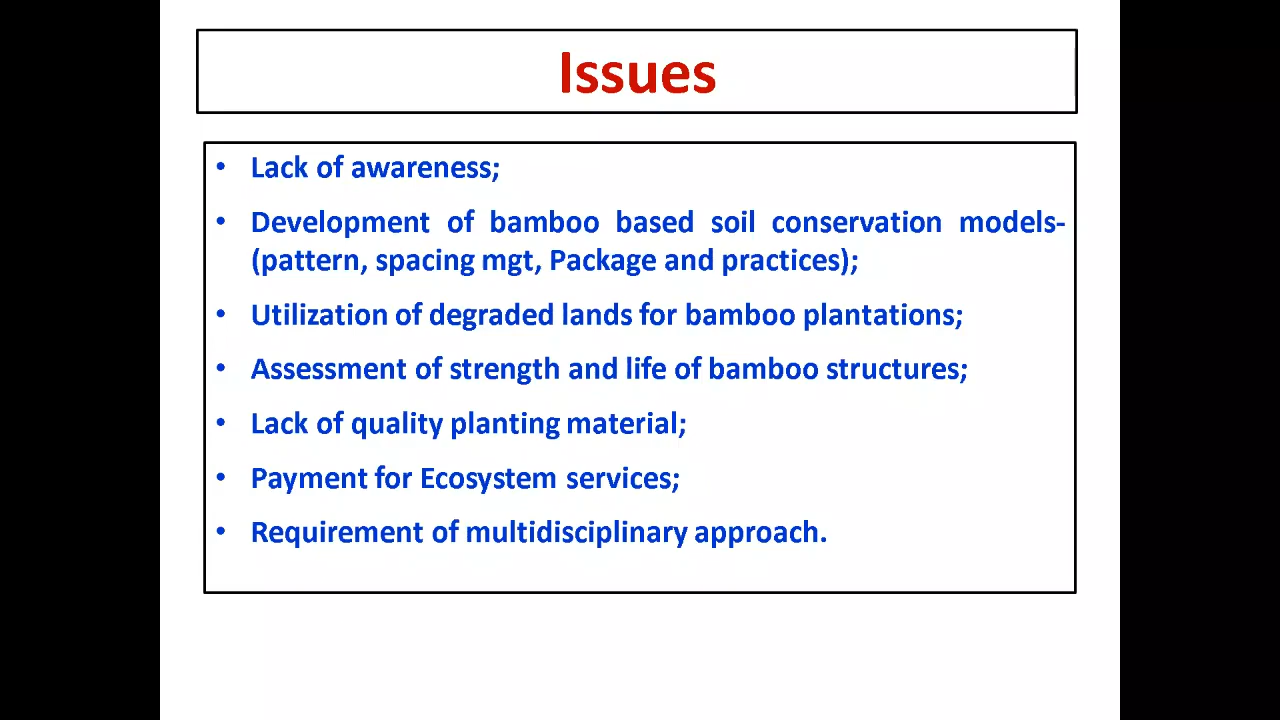 Issues
• Lack of awareness;
• Development of bamboo based soil conservation models-
(pattern, spacing mgt, Package and practices);
• Utilization of degraded lands for bamboo plantations;
• Assessment of strength and life of bamboo structures;
• Lack of quality planting material;
• Payment for Ecosystem services;
• Requirement of multidisciplinary approach.